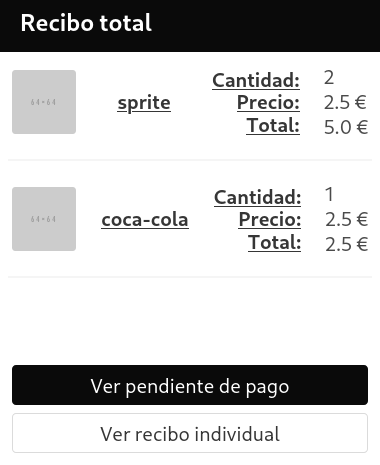 Recibo total
64×64
sprite
Cantidad: 2
Precio: 2.5 €
Total: 5.0 €
64×64
coca-cola
Cantidad: 1
Precio: 2.5 €
Total: 2.5 €
Ver pendiente de pago
Ver recibo individual